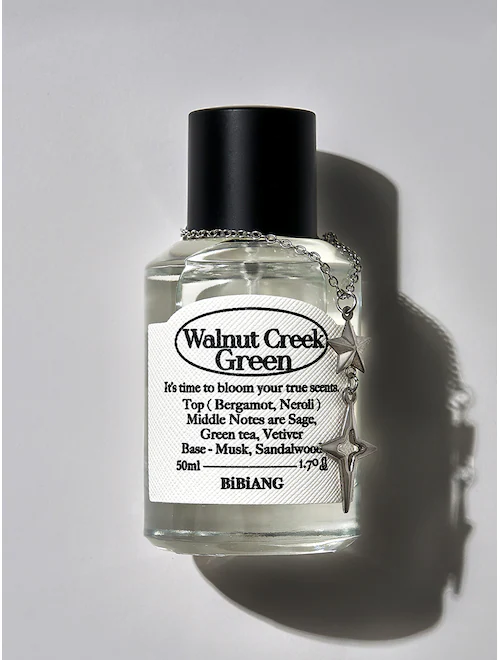 Walnut Creek
Green
It's time to bloom your true scents.
Top ( Bergamot, Neroli )
Middle Notes are Sage,
Green tea, Vetiver
Base - Musk, Sandalwood
50ml 1.70
BiBiANG